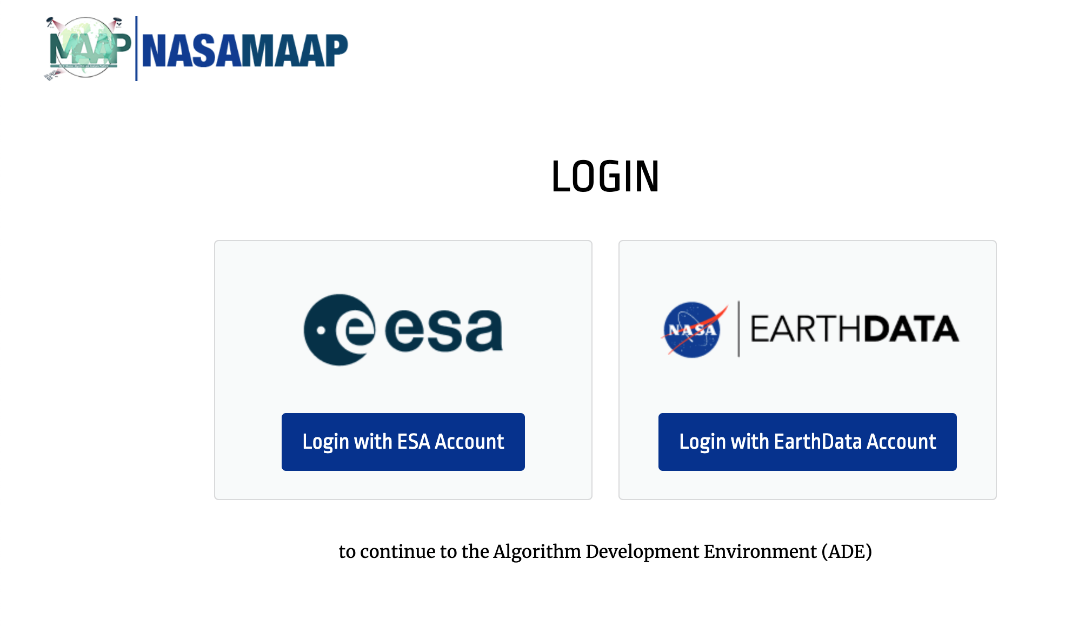 MAAP NASAMAAP
LOGIN
esa
NASA EARTHDATA
Login with ESA Account
Login with EarthData Account
to continue to the Algorithm Development Environment (ADE)